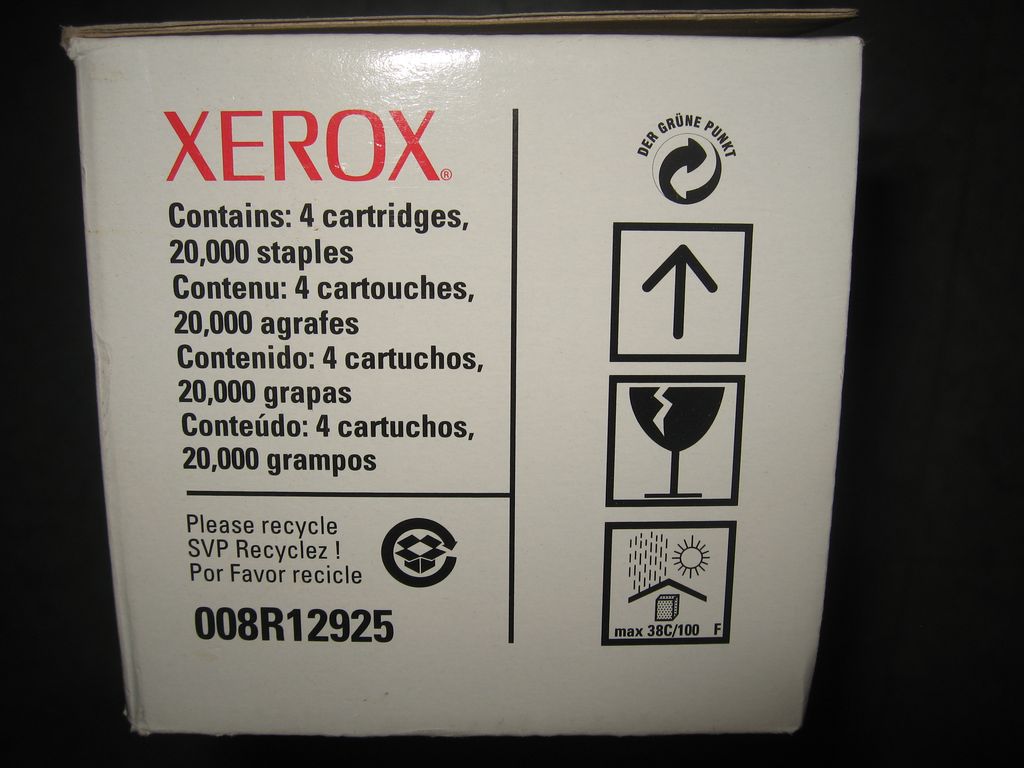 XEROX®
Contains: 4 cartridges,
20,000 staples
Contenu: 4 cartouches,
20,000 agrafes
Contenido: 4 cartuchos,
20,000 grapas
Conteúdo: 4 cartuchos,
20,000 grampos
Please recycle
SVP Recyclez !
Por Favor recicle
008R12925
DER GRÜNE PUNKT
max 38C/100 F